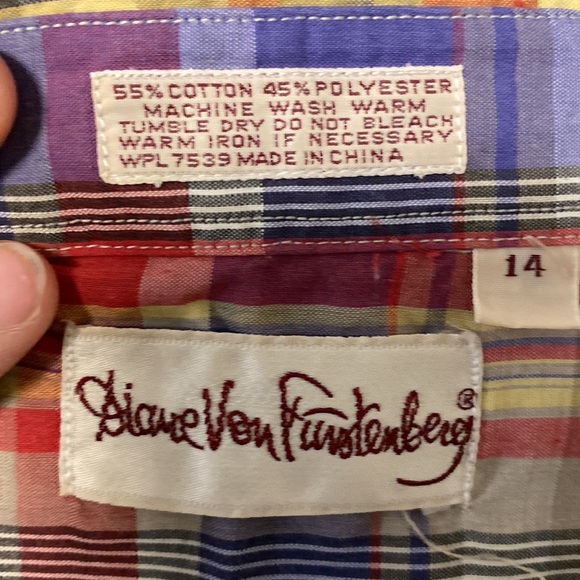 55% COTTON 45% POLYESTER
MACHINE WASH WARM
TUMBLE DRY DO NOT BLEACH
WARM IRON IF NECESSARY
WPL 7539 MADE IN CHINA
14
Diane Von Furstenberg®